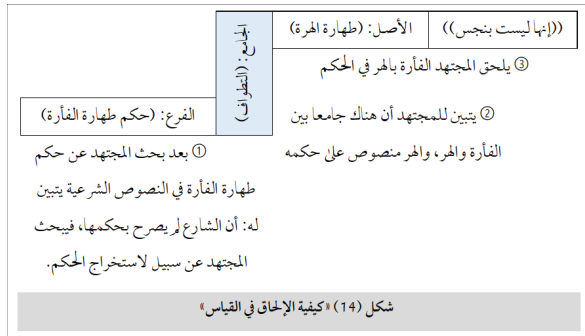 ((إنها ليست بنجس))
الأصل: (طهارة الهرة)
الجامع: (التطواف)
③ يلحق المجتهد الفأرة بالهر في الحكم
② يتبين للمجتهد أن هناك جامعا بين
الفأرة والهر، والهر منصوص علىٰ حكمه
الفرع: (حكم طهارة الفأرة)
① بعد بحث المجتهد عن حكم
طهارة الفأرة في النصوص الشرعية يتبين
له: أن الشارع لم يصرح بحكمها، فيبحث
المجتهد عن سبيل لاستخراج الحكم.
شكل (14) «كيفية الإلحاق في القياس»